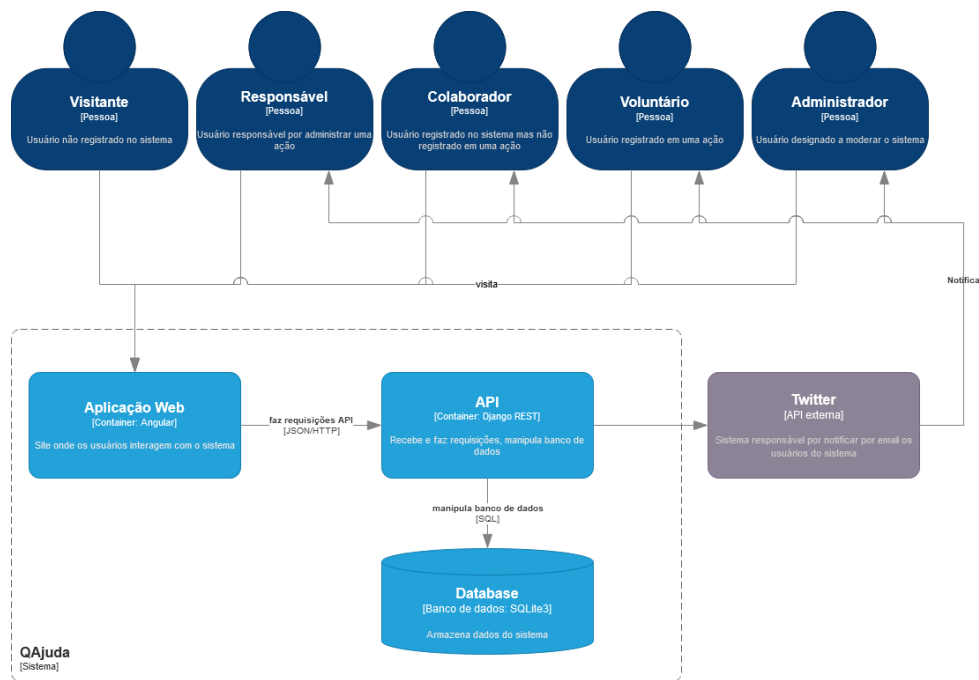 Visitante
[Pessoa]
Usuário não registrado no sistema
Responsável
[Pessoa]
Usuário responsável por administrar uma
ação
Colaborador
[Pessoa]
Usuário registrado no sistema mas não
registrado em uma ação
Voluntário
[Pessoa]
Usuário registrado em uma ação
Administrador
[Pessoa]
Usuário designado a moderar o sistema
visita
Notifica
Aplicação Web
[Container: Angular]
Site onde os usuários interagem com o sistema
faz requisições API
[JSON/HTTP]
API
[Container: Django REST]
Recebe e faz requisições, manipula banco de
dados
Twitter
[API externa]
Sistema responsável por notificar por email os
usuários do sistema
manipula banco de dados
[SQL]
Database
[Banco de dados: SQLite3]
Armazena dados do sistema
QAjuda
[Sistema]